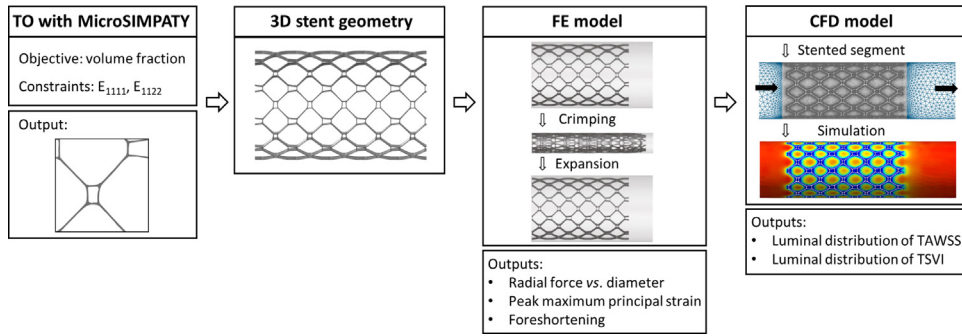 TO with MicroSIMPATY
Objective: volume fraction
Constraints: E1111, E1122
Output:
3D stent geometry
FE model
Crimping
Expansion
Outputs:
• Radial force vs. diameter
• Peak maximum principal strain
• Foreshortening
CFD model
Stented segment
Simulation
Outputs:
• Luminal distribution of TAWSS
• Luminal distribution of TSVI